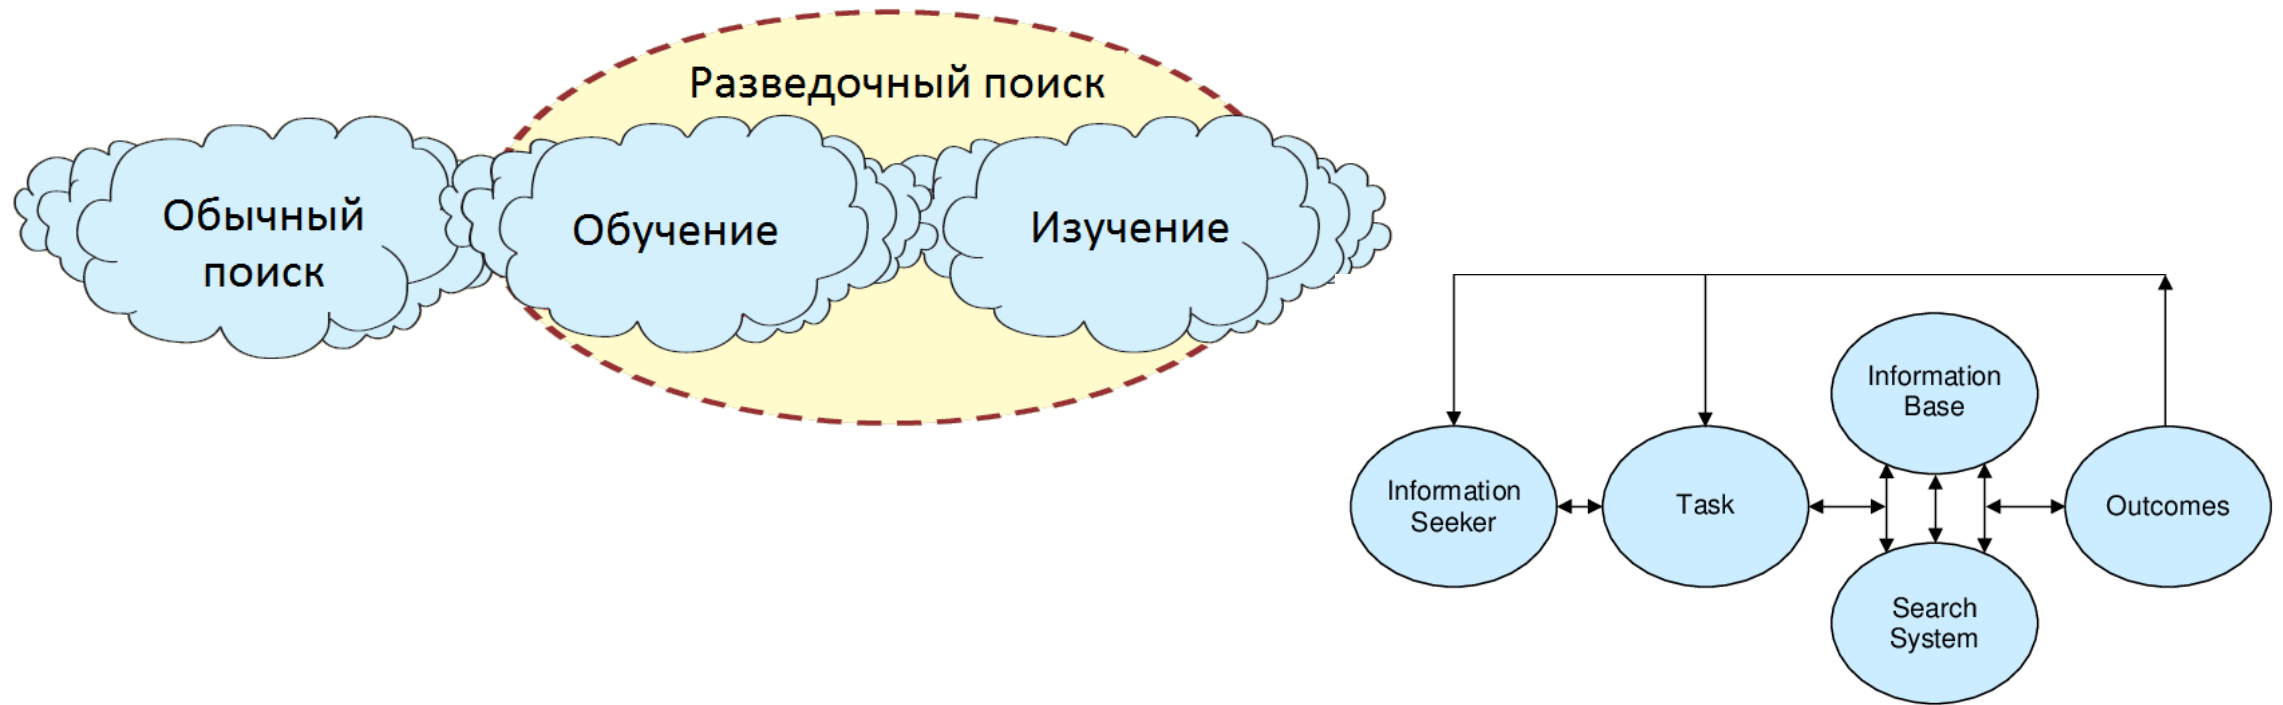 Разведочный поиск
Обычный
поиск
Обучение
Изучение
Information
Base
Information
Seeker
Task
Outcomes
Search
System